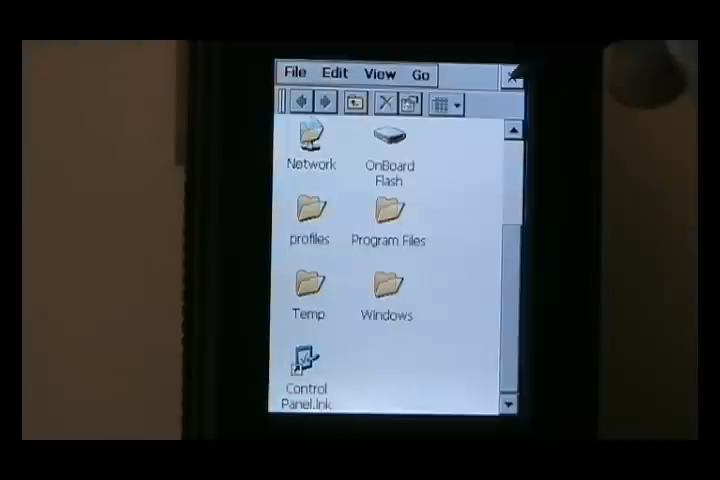 File Edit View Go
Network
OnBoard
Flash
profiles
Program Files
Temp
Windows
Control
Panel.lnk